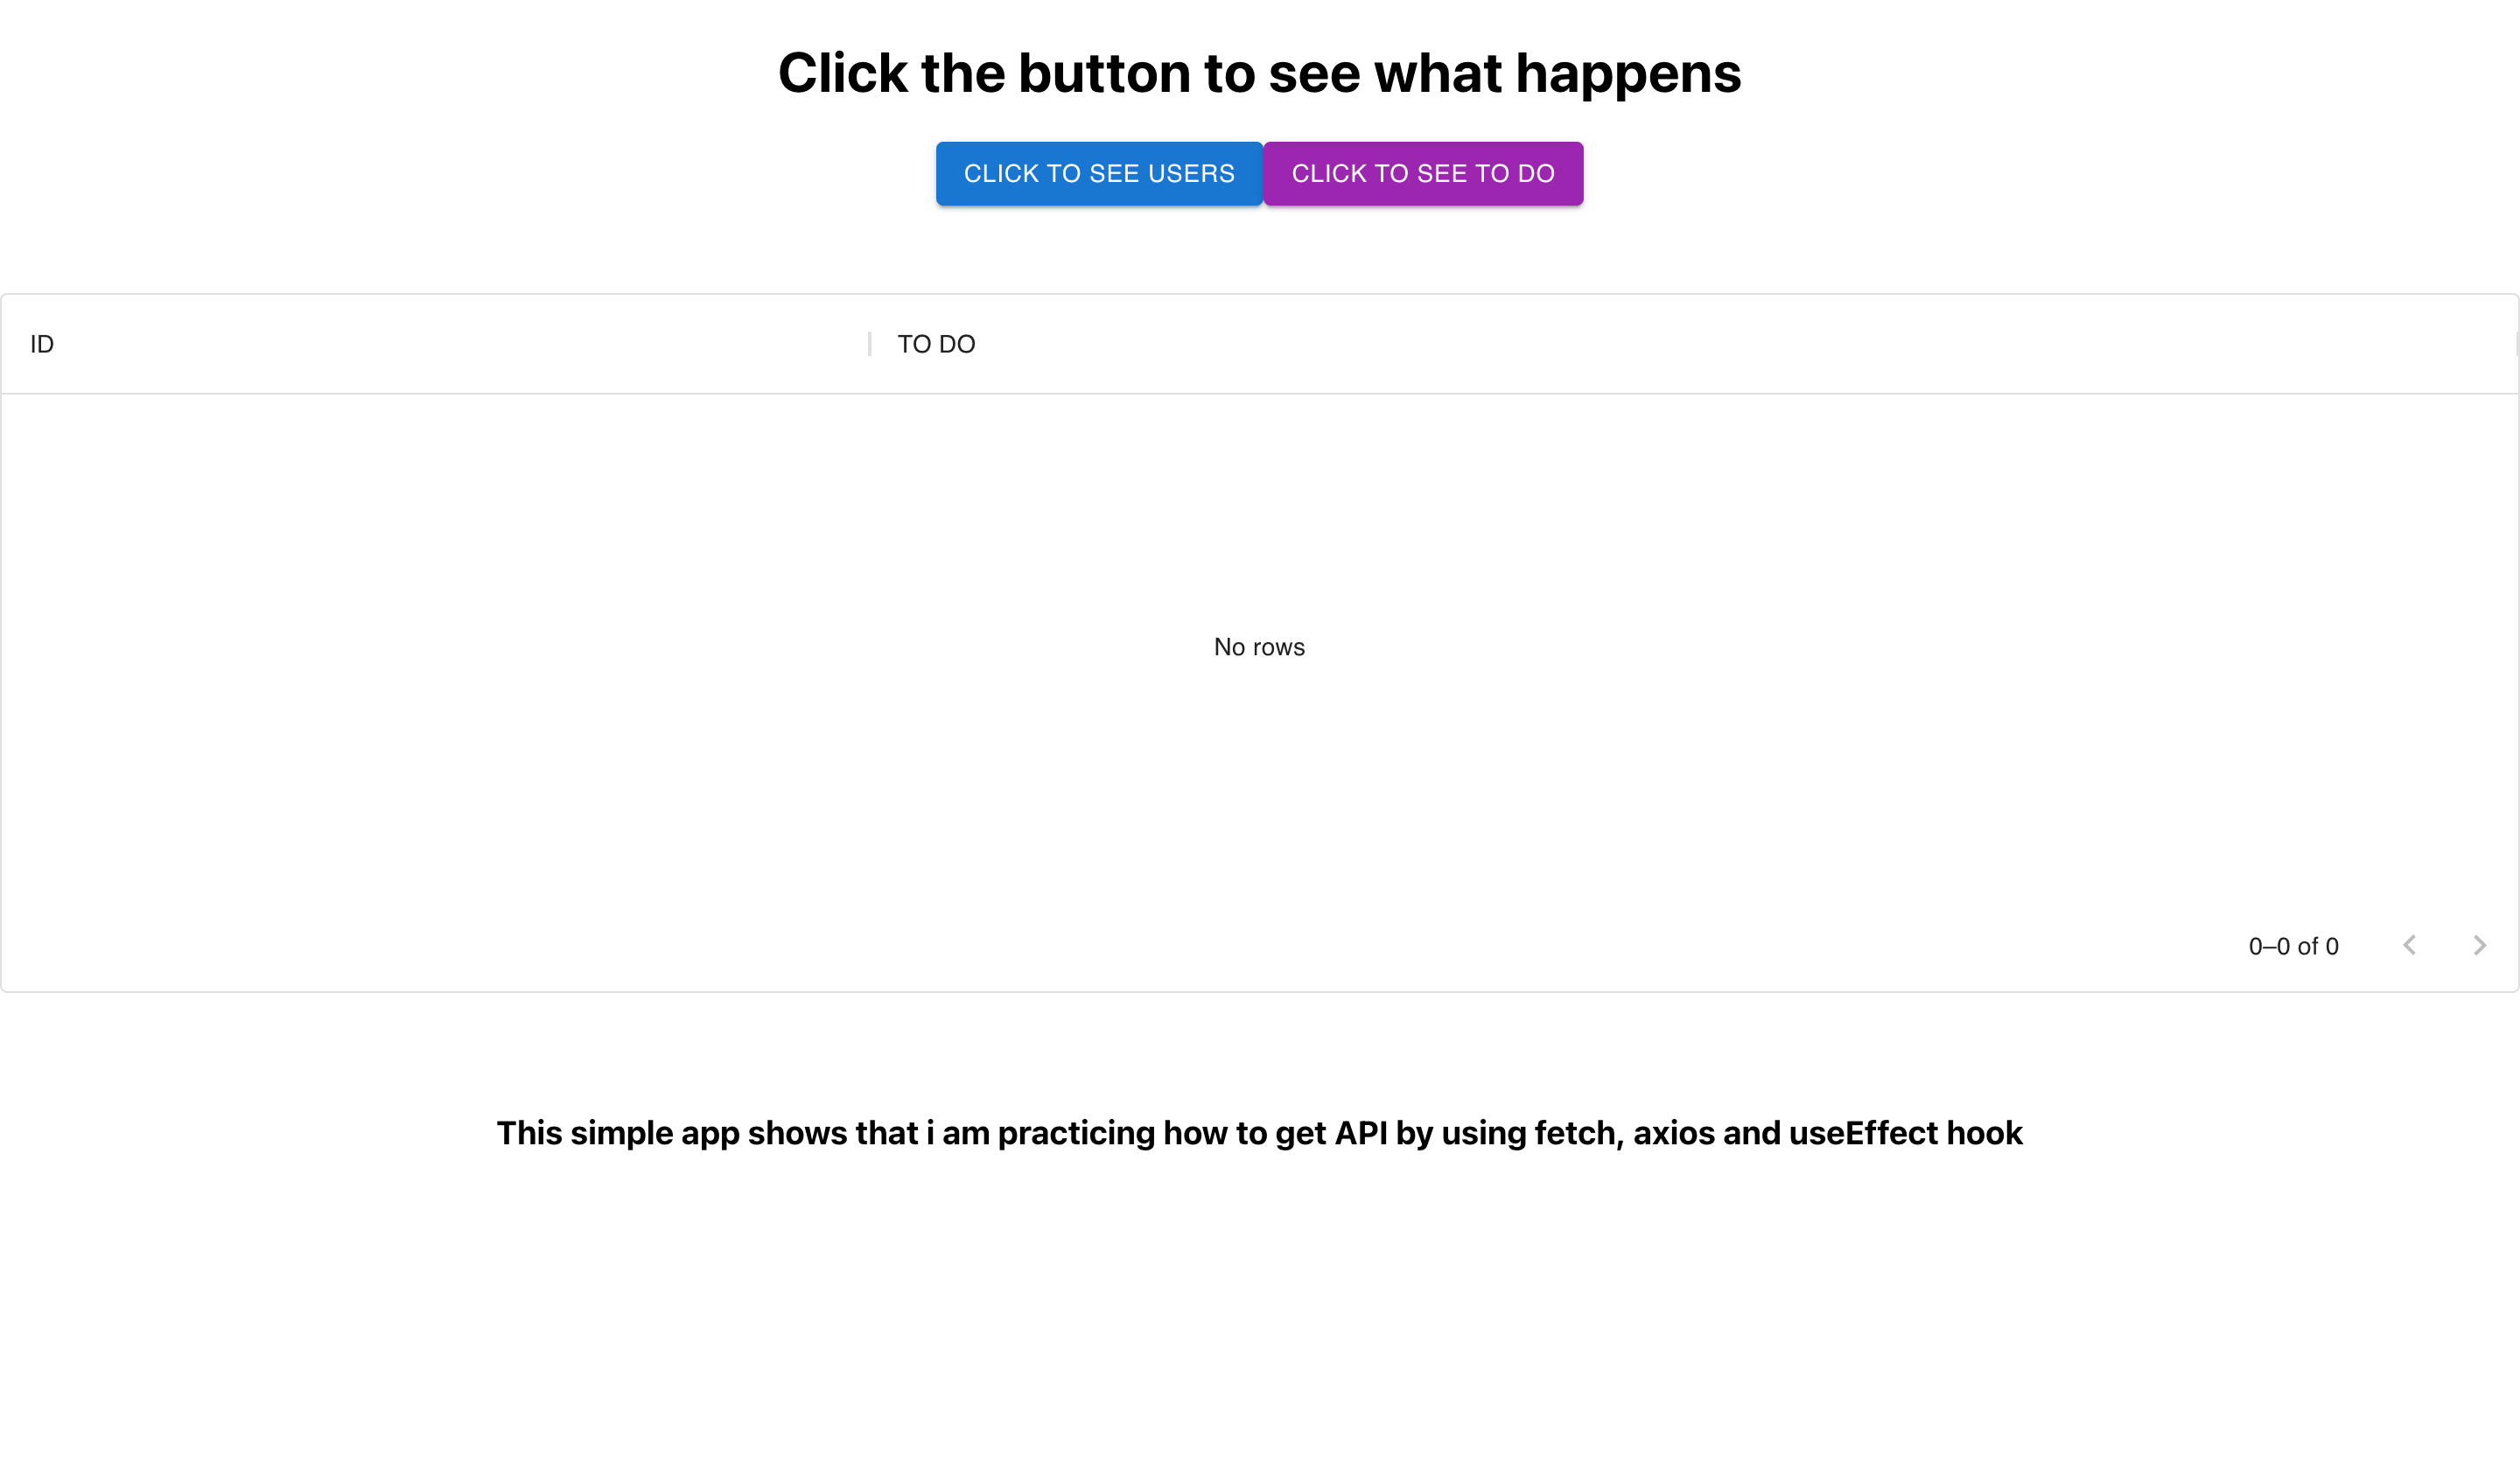 Click the button to see what happens
CLICK TO SEE USERS CLICK TO SEE TO DO
ID TO DO
No rows
0–0 of 0
This simple app shows that i am practicing how to get API by using fetch, axios and useEffect hook